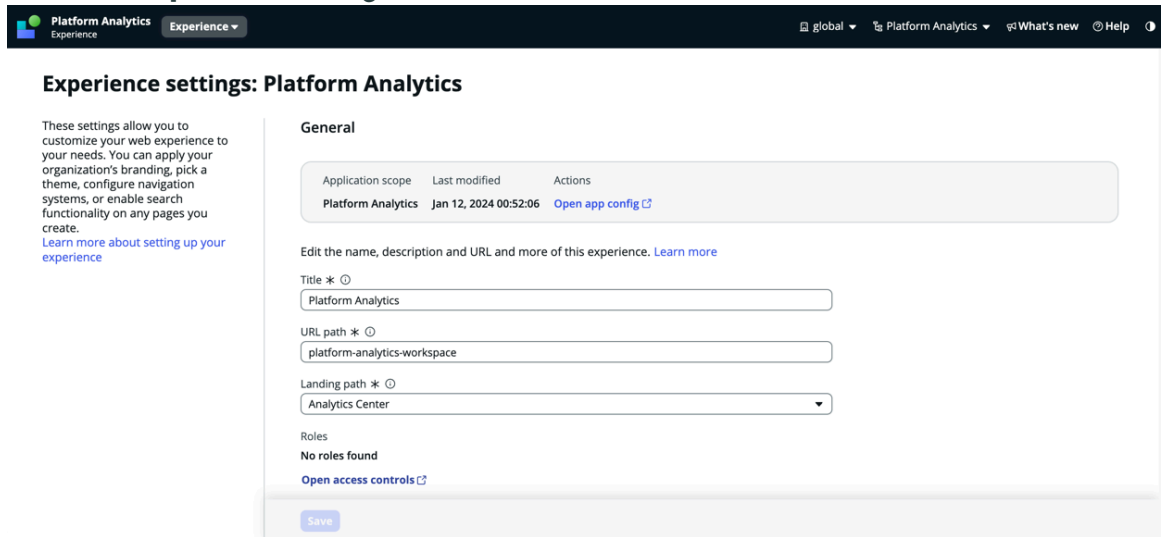 Platform Analytics
Experience
Experience
global
Platform Analytics
What's new
Help
Experience settings: Platform Analytics
These settings allow you to
customize your web experience to
your needs. You can apply your
organization's branding, pick a
theme, configure navigation
systems, or enable search
functionality on any pages you
create.
Learn more about setting up your
experience
General
Application scope Last modified Actions
Platform Analytics Jan 12, 2024 00:52:06 Open app config
Edit the name, description and URL and more of this experience. Learn more
Title *
Platform Analytics
URL path *
platform-analytics-workspace
Landing path *
Analytics Center
Roles
No roles found
Open access controls
Save